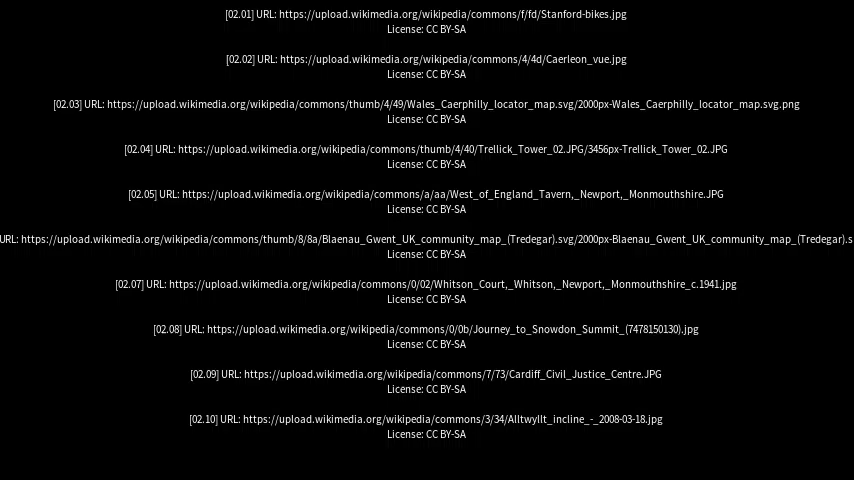 [02.01] URL: https://upload.wikimedia.org/wikipedia/commons/f/fd/Stanford-bikes.jpg
License: CC BY-SA
[02.02] URL: https://upload.wikimedia.org/wikipedia/commons/4/4d/Caerleon_vue.jpg
License: CC BY-SA
[02.03] URL: https://upload.wikimedia.org/wikipedia/commons/thumb/4/49/Wales_Caerphilly_locator_map.svg/2000px-Wales_Caerphilly_locator_map.svg.png
License: CC BY-SA
[02.04] URL: https://upload.wikimedia.org/wikipedia/commons/thumb/4/40/Trellick_Tower_02.JPG/3456px-Trellick_Tower_02.JPG
License: CC BY-SA
[02.05] URL: https://upload.wikimedia.org/wikipedia/commons/a/aa/West_of_England_Tavern,_Newport,_Monmouthshire.JPG
License: CC BY-SA
URL: https://upload.wikimedia.org/wikipedia/commons/thumb/8/8a/Blaenau_Gwent_UK_community_map_(Tredegar).svg/2000px-Blaenau_Gwent_UK_community_map_(Tredegar).s
License: CC BY-SA
[02.07] URL: https://upload.wikimedia.org/wikipedia/commons/0/02/Whitson_Court,_Whitson,_Newport,_Monmouthshire_c.1941.jpg
License: CC BY-SA
[02.08] URL: https://upload.wikimedia.org/wikipedia/commons/0/0b/Journey_to_Snowdon_Summit_(7478150130).jpg
License: CC BY-SA
[02.09] URL: https://upload.wikimedia.org/wikipedia/commons/7/73/Cardiff_Civil_Justice_Centre.JPG
License: CC BY-SA
[02.10] URL: https://upload.wikimedia.org/wikipedia/commons/3/34/Alltwyllt_incline_-_2008-03-18.jpg
License: CC BY-SA